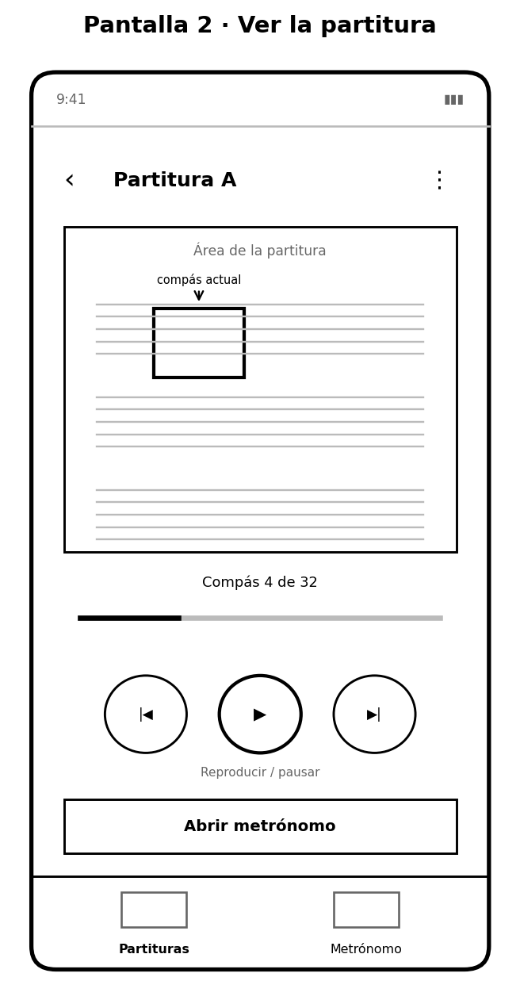 Pantalla 2 · Ver la partitura
9:41
‹ Partitura A ⋮
Área de la partitura
compás actual
Compás 4 de 32
|◀ ▶ ▶|
Reproducir / pausar
Abrir metrónomo
Partituras Metrónomo